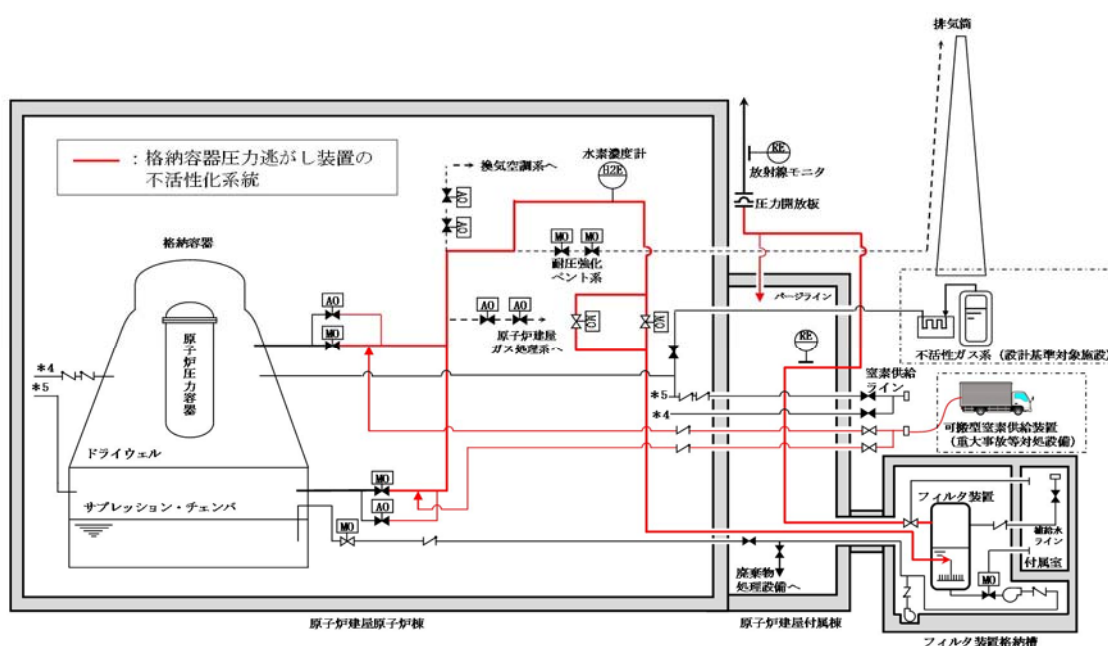 排気筒
━━ : 格納容器圧力逃がし装置の
不活性化系統
換気空調系へ
水素濃度計
H2E
RE
放射線モニタ
圧力開放板
AO
AO
MO
MO
耐圧強化
ベント系
格納容器
原子炉圧力容器
AO
MO
AO
AO
原子炉建屋
ガス処理系へ
MO
MO
パージライン
RE
不活性ガス系(設計基準対象施設)
*4
*5
*5
*4
窒素供給
ライン
可搬型窒素供給装置
(重大事故等対処設備)
ドライウェル
サプレッション・チェンバ
MO
AO
MO
フィルタ装置
補給水
ライン
付属室
MO
廃棄物
処理設備へ
原子炉建屋原子炉棟
原子炉建屋付属棟
フィルタ装置格納槽